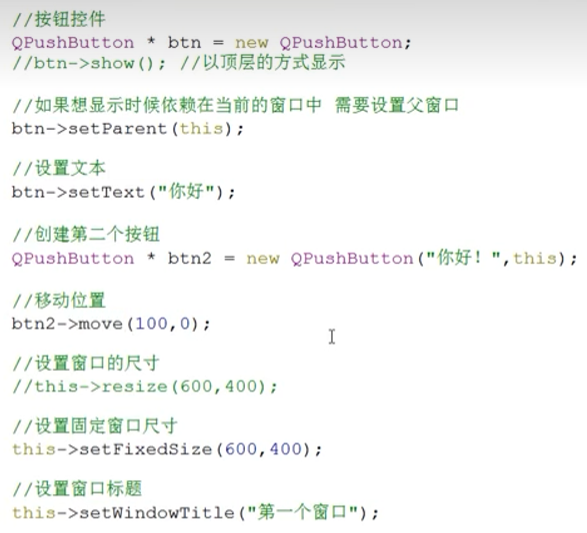 //按钮控件
QPushButton * btn = new QPushButton;
//btn->show(); //以顶层的方式显示
//如果想显示时候依赖在当前的窗口中 需要设置父窗口
btn->setParent(this);
//设置文本
btn->setText("你好");
//创建第二个按钮
QPushButton * btn2 = new QPushButton("你好！",this);
//移动位置
btn2->move(100,0);
//设置窗口的尺寸
//this->resize(600,400);
//设置固定窗口尺寸
this->setFixedSize(600,400);
//设置窗口标题
this->setWindowTitle("第一个窗口");